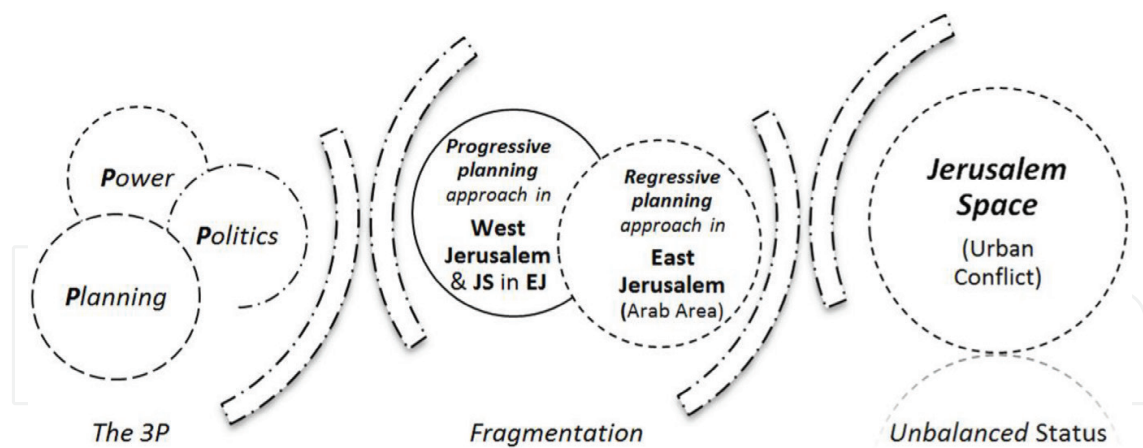 Power
Politics
Planning
The 3P
Progressive
planning
approach in
West
Jerusalem
& JS in EJ
Regressive
planning
approach in
East
Jerusalem
(Arab Area)
Fragmentation
Jerusalem
Space
(Urban
Conflict)
Unbalanced Status